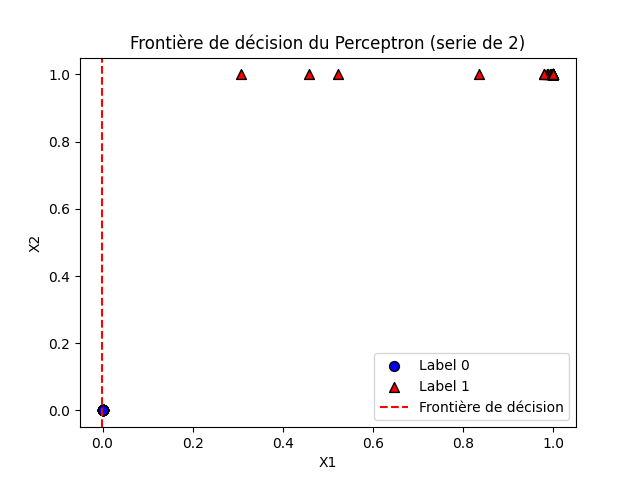 Frontière de décision du Perceptron (serie de 2)
1.0
0.8
0.6
0.4
0.2
0.0
X2
0.0 0.2 0.4 0.6 0.8 1.0
X1
Label 0
Label 1
Frontière de décision